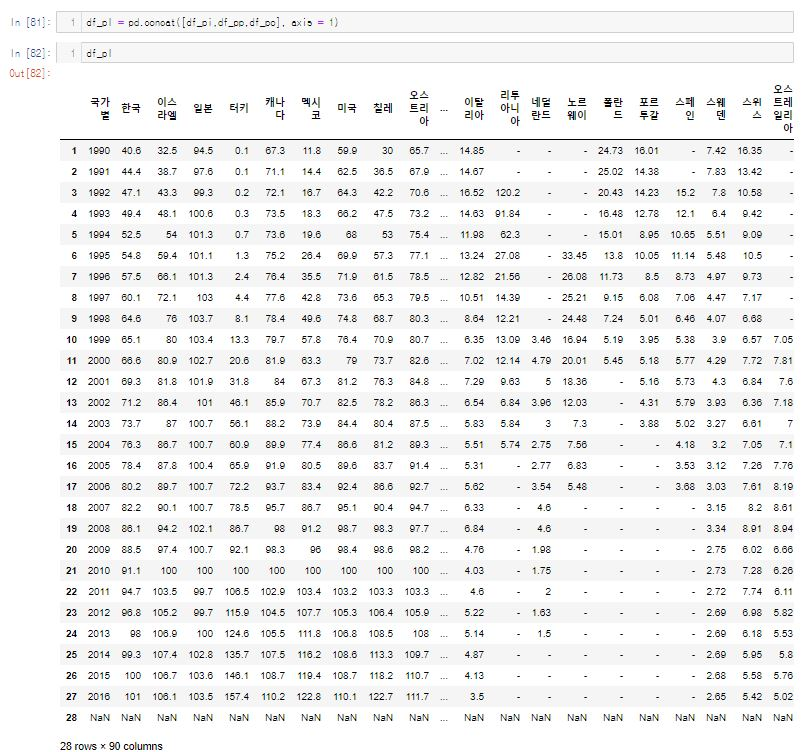 In [81]: 1 df_pl = pd.concat([df_pi,df_pp,df_po], axis = 1)
In [82]: 1 df_pl
Out[82]:
국가별 한국 이스라엘 일본 터키 캐나다 멕시코 미국 칠레 오스트리아 ... 이탈리아 리투아니아 네덜란드 노르웨이 폴란드 포르투갈 스페인 스웨덴 스위스 오스트레일리아
1 1990 40.6 32.5 94.5 0.1 67.3 11.8 59.9 30 65.7 ... 14.85 - - - 24.73 16.01 - 7.42 16.35 -
2 1991 44.4 38.7 97.6 0.1 71.1 14.4 62.5 36.5 67.9 ... 14.67 - - - 25.02 14.38 - 7.83 13.42 -
3 1992 47.1 43.3 99.3 0.2 72.1 16.7 64.3 42.2 70.6 ... 16.52 120.2 - - 20.43 14.23 15.2 7.8 10.58 -
4 1993 49.4 48.1 100.6 0.3 73.5 18.3 66.2 47.5 73.2 ... 14.63 91.84 - - 16.48 12.78 12.1 6.4 9.42 -
5 1994 52.5 54 101.3 0.7 73.6 19.6 68 53 75.4 ... 11.98 62.3 - - 15.01 8.95 10.65 5.51 9.09 -
6 1995 54.8 59.4 101.1 1.3 75.2 26.4 69.9 57.3 77.1 ... 13.24 27.08 - 33.45 13.8 10.05 11.14 5.48 10.5 -
7 1996 57.5 66.1 101.3 2.4 76.4 35.5 71.9 61.5 78.5 ... 12.82 21.56 - 26.08 11.73 8.5 8.73 4.97 9.73 -
8 1997 60.1 72.1 103 4.4 77.6 42.8 73.6 65.3 79.5 ... 10.51 14.39 - 25.21 9.15 6.08 7.06 4.47 7.17 -
9 1998 64.6 76 103.7 8.1 78.4 49.6 74.8 68.7 80.3 ... 8.64 12.21 - 24.48 7.24 5.01 6.46 4.07 6.68 -
10 1999 65.1 80 103.4 13.3 79.7 57.8 76.4 70.9 80.7 ... 6.35 13.09 3.46 16.94 5.19 3.95 5.38 3.9 6.57 7.05
11 2000 66.6 80.9 102.7 20.6 81.9 63.3 79 73.7 82.6 ... 7.02 12.14 4.79 20.01 5.45 5.18 5.77 4.29 7.72 7.81
12 2001 69.3 81.8 101.9 31.8 84 67.3 81.2 76.3 84.8 ... 7.29 9.63 5 18.36 - 5.16 5.73 4.3 6.84 7.6
13 2002 71.2 86.4 101 46.1 85.9 70.7 82.5 78.2 86.3 ... 6.54 6.84 3.96 12.03 - 4.31 5.79 3.93 6.36 7.18
14 2003 73.7 87 100.7 56.1 88.2 73.9 84.4 80.4 87.5 ... 5.83 5.84 3 7.3 - 3.88 5.02 3.27 6.61 7
15 2004 76.3 86.7 100.7 60.9 89.9 77.4 86.6 81.2 89.3 ... 5.51 5.74 2.75 7.56 - - 4.18 3.2 7.05 7.1
16 2005 78.4 87.8 100.4 65.9 91.9 80.5 89.6 83.7 91.4 ... 5.31 - 2.77 6.83 - - 3.53 3.12 7.26 7.76
17 2006 80.2 89.7 100.7 72.2 93.7 83.4 92.4 86.6 92.7 ... 5.62 - 3.54 5.48 - - 3.68 3.03 7.61 8.19
18 2007 82.2 90.1 100.7 78.5 95.7 86.7 95.1 90.4 94.7 ... 6.33 - 4.6 - - - - 3.15 8.2 8.61
19 2008 86.1 94.2 102.1 86.7 98 91.2 98.7 98.3 97.7 ... 6.84 - 4.6 - - - - 3.34 8.91 8.94
20 2009 88.5 97.4 100.7 92.1 98.3 96 98.4 98.6 98.2 ... 4.76 - 1.98 - - - - 2.75 6.02 6.66
21 2010 91.1 100 100 100 100 100 100 100 100 ... 4.03 - 1.75 - - - - 2.73 7.28 6.26
22 2011 94.7 103.5 99.7 106.5 102.9 103.4 103.2 103.3 103.3 ... 4.6 - 2 - - - - 2.72 7.74 6.11
23 2012 96.8 105.2 99.7 115.9 104.5 107.7 105.3 106.4 105.9 ... 5.22 - 1.63 - - - - 2.69 6.98 5.82
24 2013 98 106.9 100 124.6 105.5 111.8 106.8 108.5 108 ... 5.14 - 1.5 - - - - 2.69 6.18 5.53
25 2014 99.3 107.4 102.8 135.7 107.5 116.2 108.6 113.3 109.7 ... 4.87 - - - - - - 2.69 5.95 5.8
26 2015 100 106.7 103.6 146.1 108.7 119.4 108.7 118.2 110.7 ... 4.13 - - - - - - 2.68 5.58 5.76
27 2016 101 106.1 103.5 157.4 110.2 122.8 110.1 122.7 111.7 ... 3.5 - - - - - - 2.65 5.42 5.02
28 NaN NaN NaN NaN NaN NaN NaN NaN NaN NaN ... NaN NaN NaN NaN NaN NaN NaN NaN NaN NaN
28 rows × 90 columns